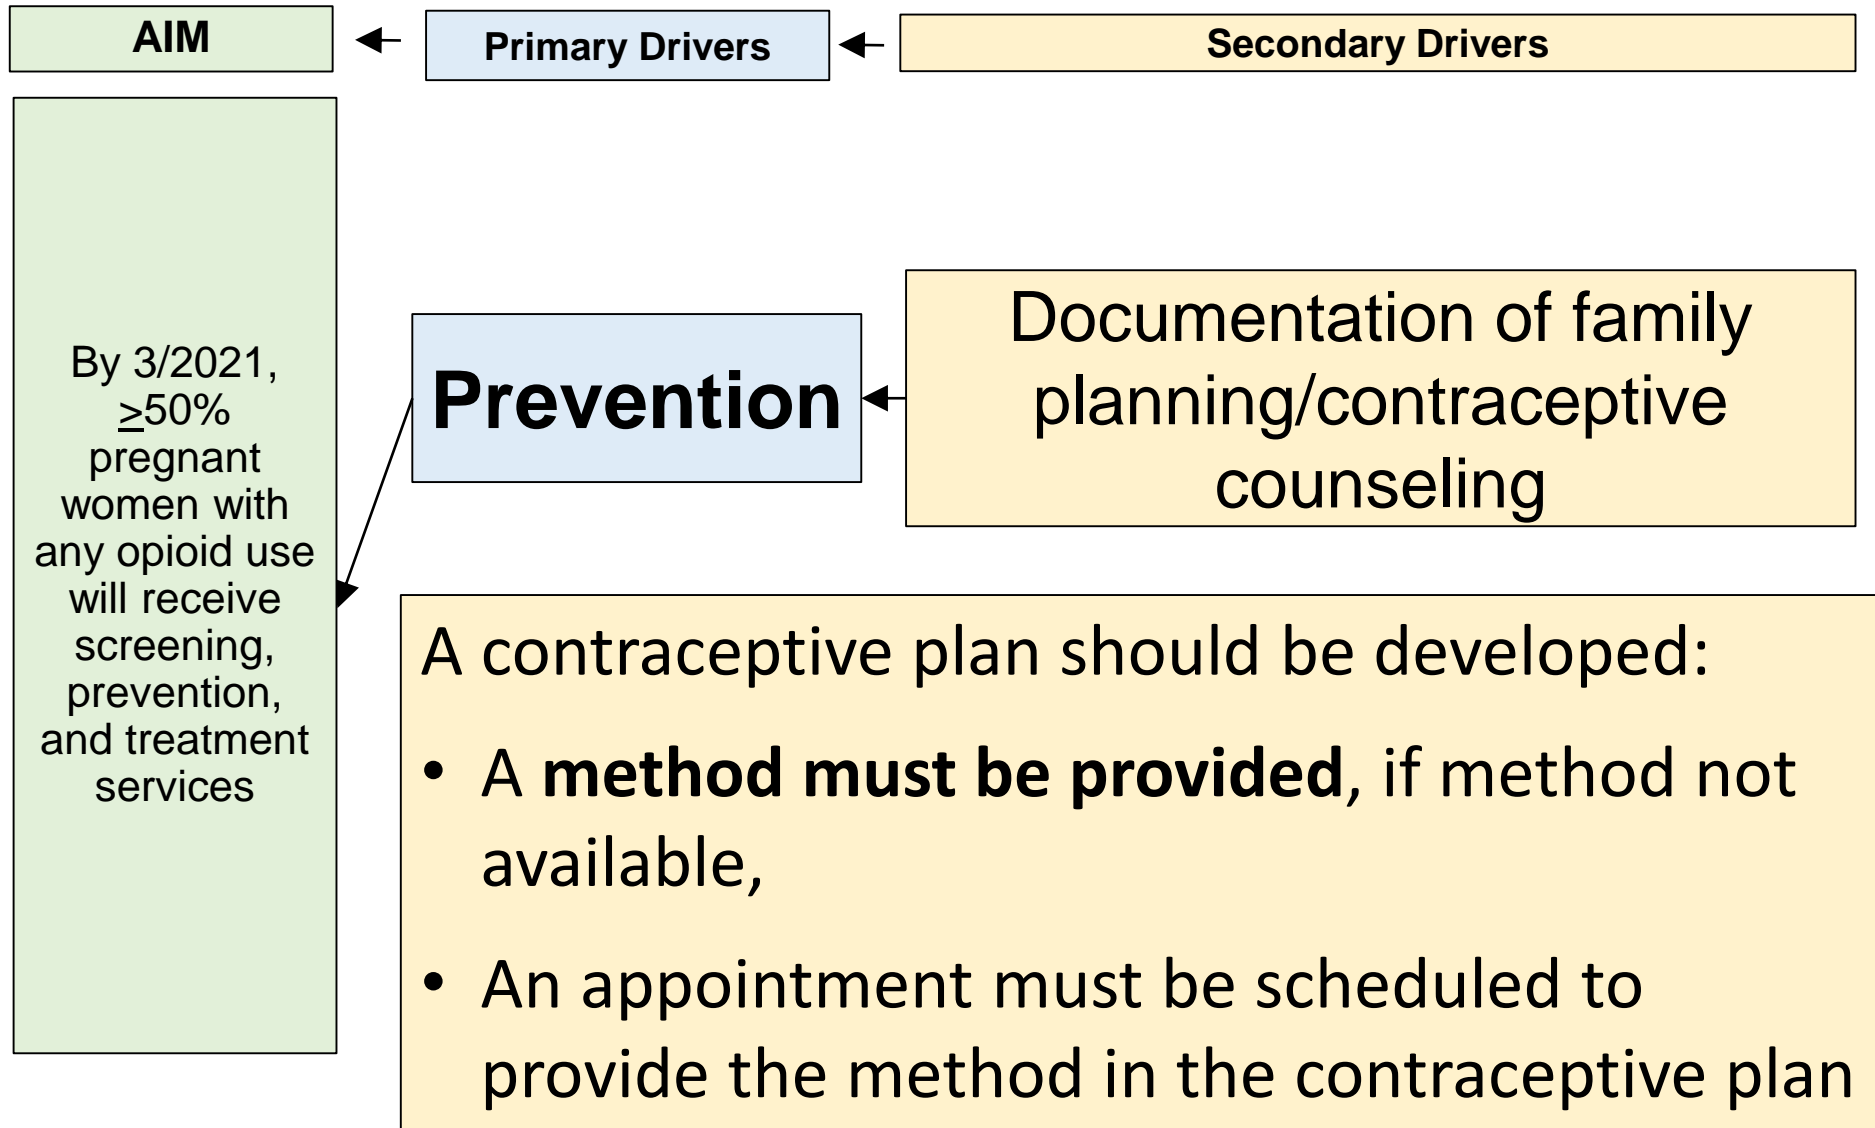 AIM
Primary Drivers
Secondary Drivers
By 3/2021,
≥50%
pregnant
women with
any opioid use
will receive
screening,
prevention,
and treatment
services
Prevention
Documentation of family
planning/contraceptive
counseling
A contraceptive plan should be developed:
• A method must be provided, if method not
available,
• An appointment must be scheduled to
provide the method in the contraceptive plan